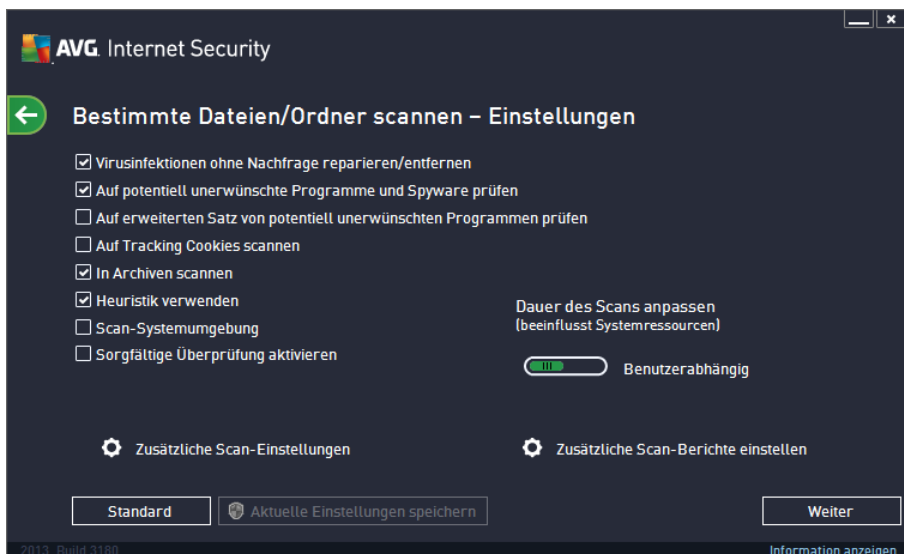 AVG. Internet Security
Bestimmte Dateien/Ordner scannen – Einstellungen
Virusinfektionen ohne Nachfrage reparieren/entfernen
Auf potentiell unerwünschte Programme und Spyware prüfen
Auf erweiterten Satz von potentiell unerwünschten Programmen prüfen
Auf Tracking Cookies scannen
In Archiven scannen
Heuristik verwenden
Scan-Systemumgebung
Sorgfältige Überprüfung aktivieren
Dauer des Scans anpassen
(beeinflusst Systemressourcen)
Benutzerabhängig
Zusätzliche Scan-Einstellungen
Zusätzliche Scan-Berichte einstellen
Standard
Aktuelle Einstellungen speichern
Weiter
2013 Build 3180
Information anzeigen